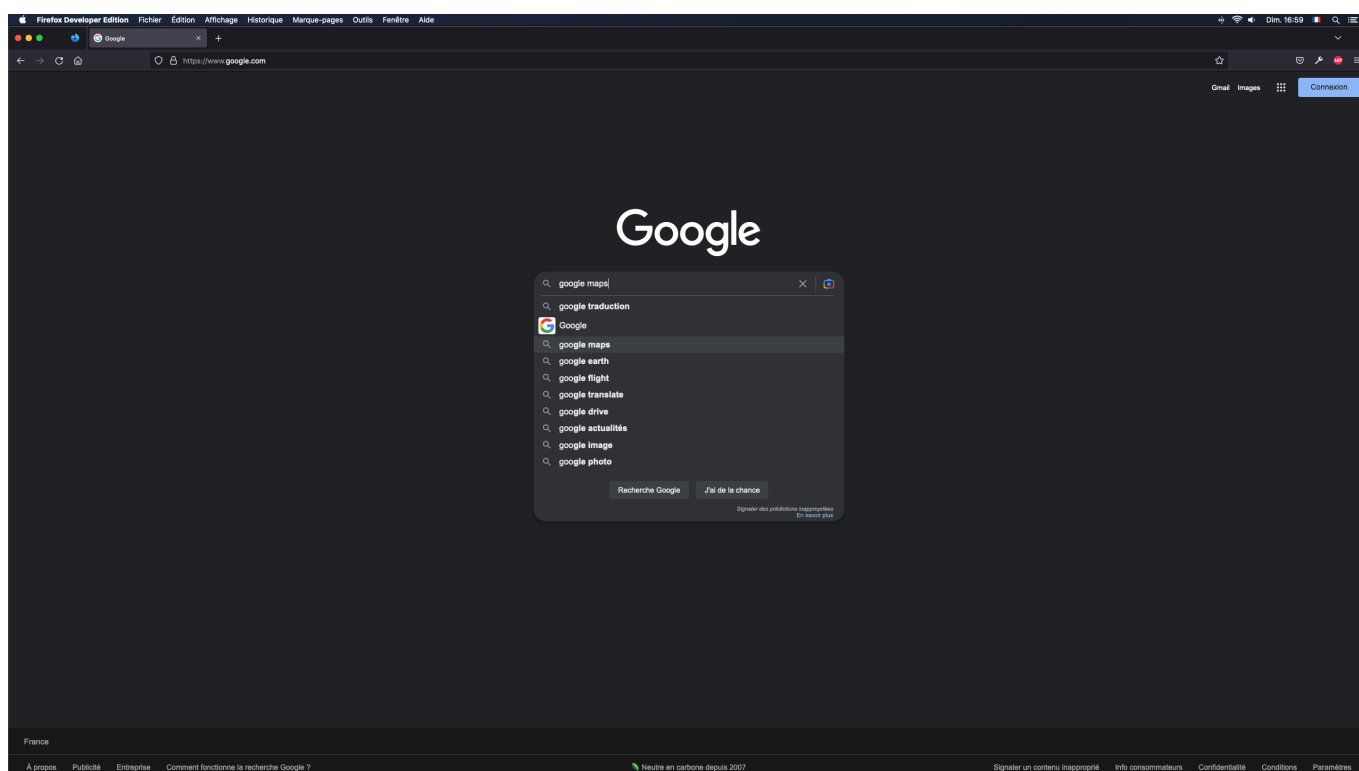 Firefox Developer Edition Fichier Édition Affichage Historique Marque-pages Outils Fenêtre Aide Dim. 16:59
Google
https://www.google.com
ABP
Gmail Images Connexion
Google
google maps
google traduction
Google
google maps
google earth
google flight
google translate
google drive
google actualités
google image
google photo
Recherche Google J'ai de la chance
Signaler des prédictions inappropriées
En savoir plus
France
À propos Publicité Entreprise Comment fonctionne la recherche Google ? Neutre en carbone depuis 2007 Signaler un contenu inapproprié Info consommateurs Confidentialité Conditions Paramètres